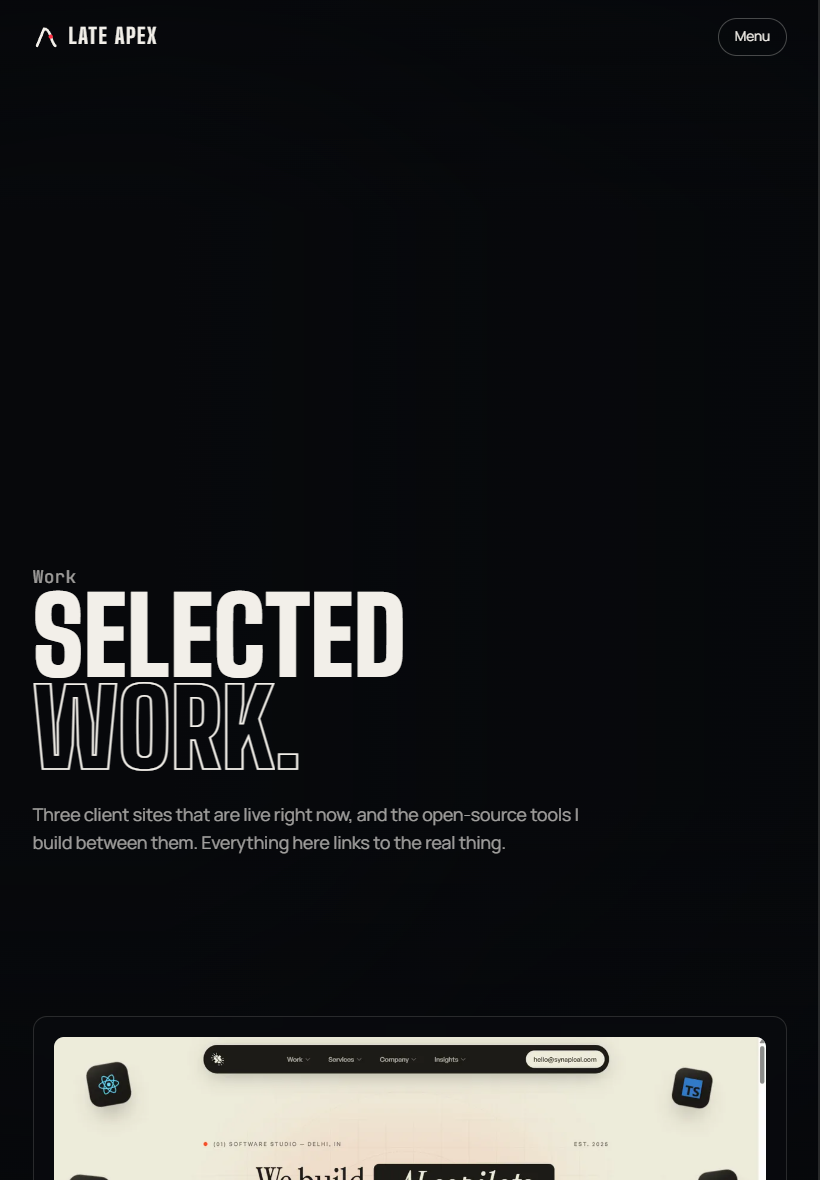 LATE APEX
Menu
Work
SELECTED
WORK.
Three client sites that are live right now, and the open-source tools I
build between them. Everything here links to the real thing.
Work
Services
Company
Insights
hello@synapical.com
TS
(01) SOFTWARE STUDIO — DELHI, IN
EST. 2026
We build